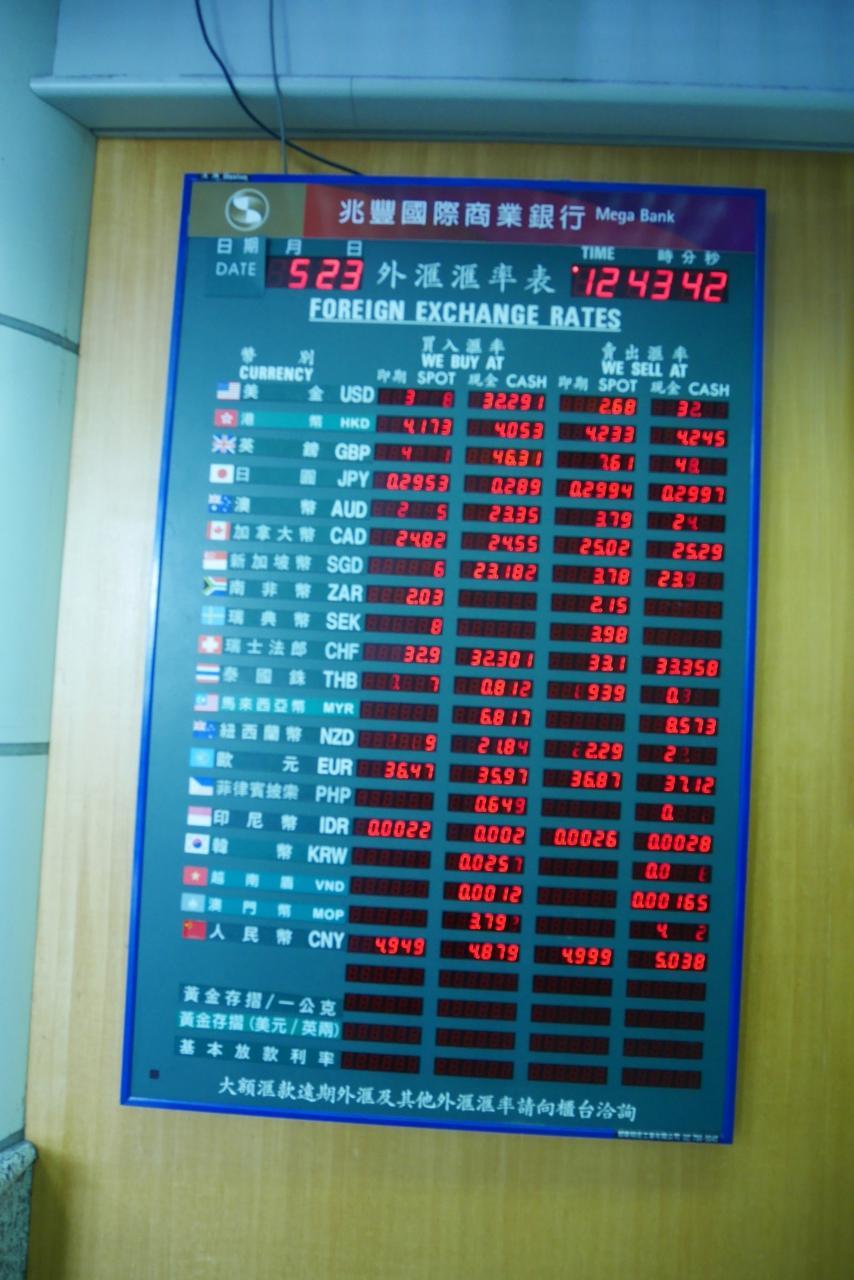 兆豐國際商業銀行 Mega Bank
日期 月 日 TIME 時分秒
DATE 523 外滙滙率表 124342
FOREIGN EXCHANGE RATES
幣別 買入滙率 賣出滙率
CURRENCY WE BUY AT WE SELL AT
即期 SPOT 現金 CASH 即期 SPOT 現金 CASH
美金 USD 32.291
港幣 HKD 4.173 4.053 4.233 4.245
英鎊 GBP 46.31
日圓 JPY 0.2953 0.289 0.2994 0.2997
澳幣 AUD 23.35
加拿大幣 CAD 24.82 24.55 25.02 25.29
新加坡幣 SGD 23.182
南非幣 ZAR 2.03 2.15
瑞典幣 SEK
瑞士法郎 CHF 32.9 32.301 33.1 33.358
泰國銖 THB 0.812
馬來西亞幣 MYR 6.817 8.573
紐西蘭幣 NZD 21.84
歐元 EUR 36.47 35.97 36.87 37.12
菲律賓披索 PHP 0.649
印尼幣 IDR 0.0022 0.002 0.0026 0.0028
韓幣 KRW 0.0257
越南盾 VND 0.0012 0.00165
澳門幣 MOP
人民幣 CNY 4.949 4.879 4.999 5.038
黃金存摺/一公克
黃金存摺(美元/英兩)
基本放款利率
大額滙款遠期外滙及其他外滙滙率請向櫃台洽詢